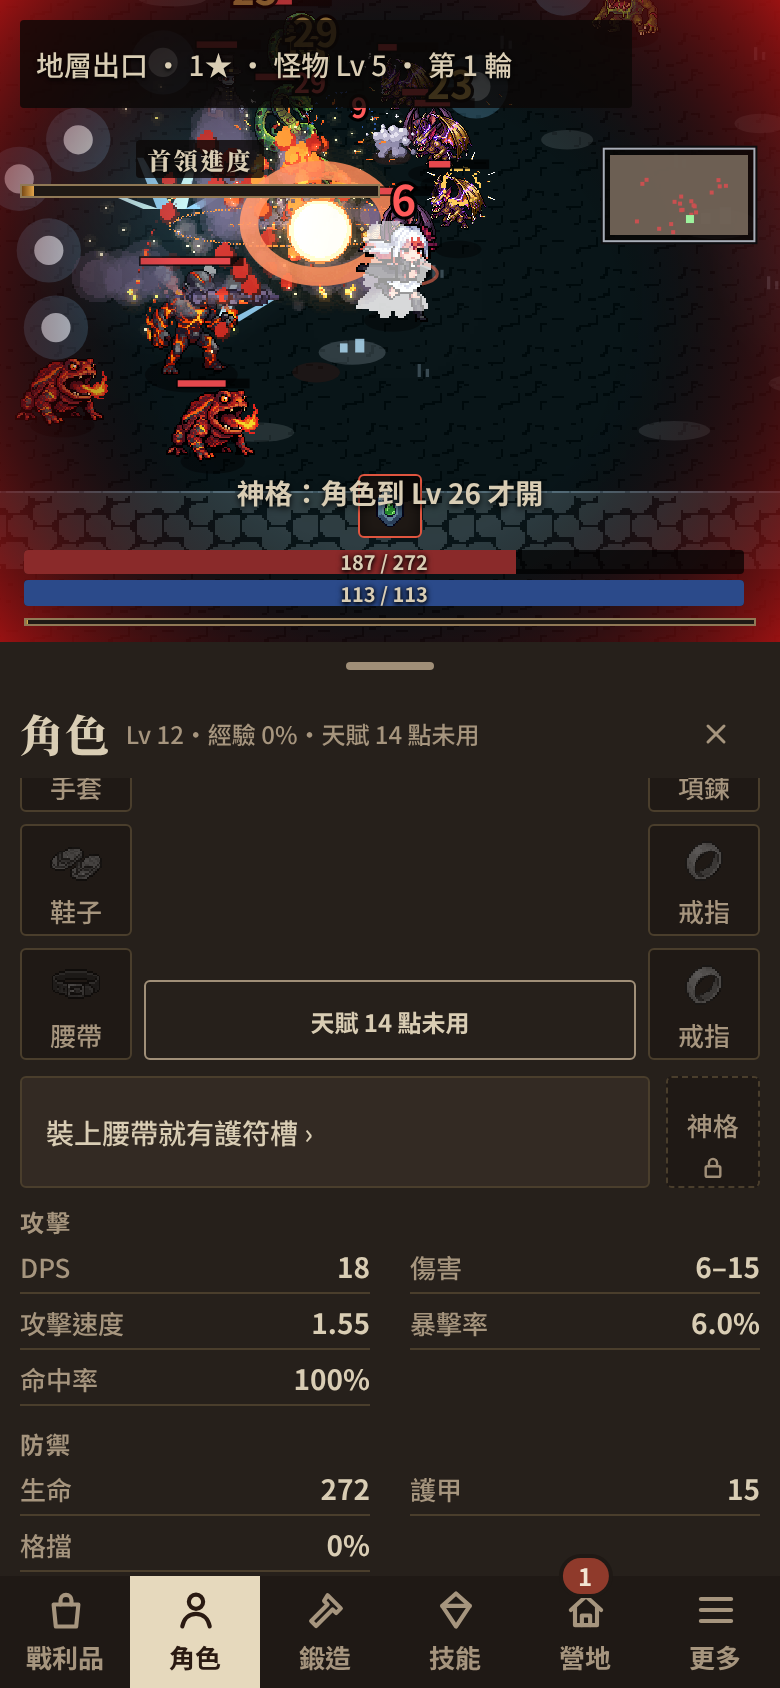 29
地層出口 • 1★ • 怪物 Lv 5 • 第 1 輪
29
23
9
首領進度
6
神格：角色到 Lv 26 才開
187 / 272
113 / 113
角色
Lv 12 • 經驗 0% • 天賦 14 點未用
手套
項鍊
鞋子
戒指
腰帶
天賦 14 點未用
戒指
裝上腰帶就有護符槽 ›
神格
攻擊
DPS 18
傷害 6–15
攻擊速度 1.55
暴擊率 6.0%
命中率 100%
防禦
生命 272
護甲 15
格擋 0%
1
戰利品
角色
鍛造
技能
營地
更多